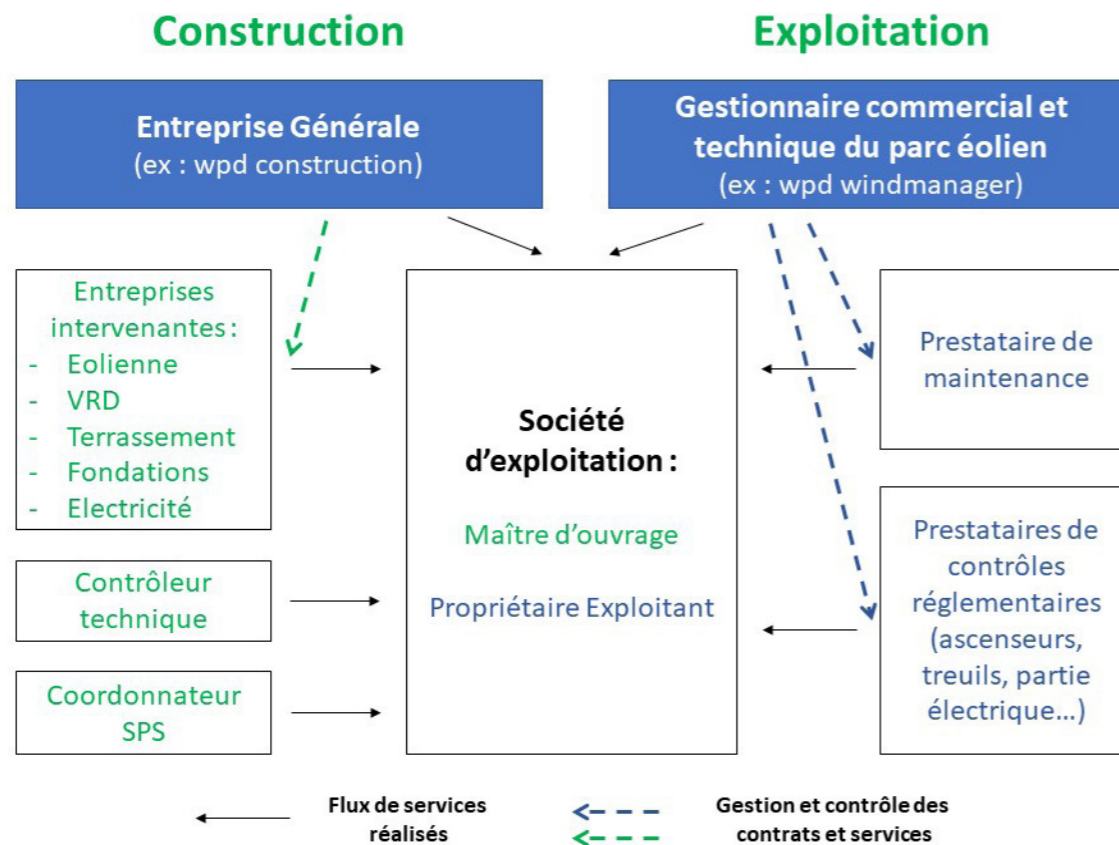 Construction
Exploitation
Entreprise Générale
(ex : wpd construction)
Gestionnaire commercial et
technique du parc éolien
(ex : wpd windmanager)
Entreprises
intervenantes :
- Eolienne
- VRD
- Terrassement
- Fondations
- Electricité
Contrôleur
technique
Coordonnateur
SPS
Société
d’exploitation :
Maître d’ouvrage
Propriétaire Exploitant
Prestataire de
maintenance
Prestataires de
contrôles
réglementaires
(ascenseurs,
treuils, partie
électrique…)
Flux de services
réalisés
Gestion et contrôle des
contrats et services